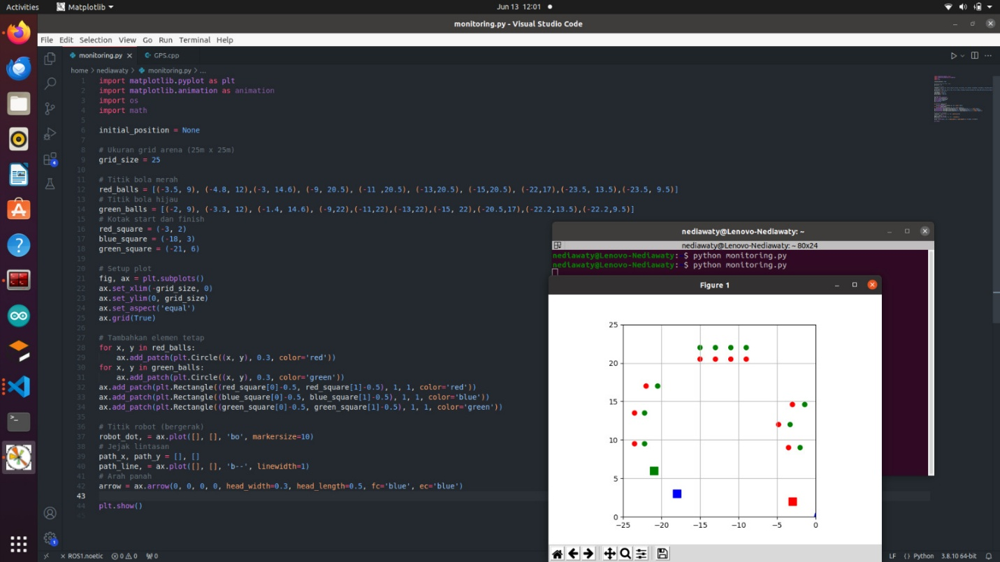 Activities
Matplotlib
Jun 13 12:01
monitoring.py - Visual Studio Code
File Edit Selection View Go Run Terminal Help
monitoring.py
GPS.cpp
home > nediawaty > monitoring.py > ...
1 import matplotlib.pyplot as plt
2 import matplotlib.animation as animation
3 import os
4 import math
5
6 initial_position = None
7
8 # Ukuran grid arena (25m x 25m)
9 grid_size = 25
10
11 # Titik bola merah
12 red_balls = [(-3.5, 9), (-4.8, 12),(-3, 14.6), (-9, 20.5), (-11 ,20.5), (-13,20.5), (-15,20.5), (-22,17),(-23.5, 13.5),(-23.5, 9.5)]
13 # Titik bola hijau
14 green_balls = [(-2, 9), (-3.3, 12), (-1.4, 14.6), (-9,22),(-11,22),(-13,22),(-15, 22),(-20.5,17),(-22.2,13.5),(-22.2,9.5)]
15 # Kotak start dan finish
16 red_square = (-3, 2)
17 blue_square = (-18, 3)
18 green_square = (-21, 6)
19
20 # Setup plot
21 fig, ax = plt.subplots()
22 ax.set_xlim(-grid_size, 0)
23 ax.set_ylim(0, grid_size)
24 ax.set_aspect('equal')
25 ax.grid(True)
26
27 # Tambahkan elemen tetap
28 for x, y in red_balls:
29 ax.add_patch(plt.Circle((x, y), 0.3, color='red'))
30 for x, y in green_balls:
31 ax.add_patch(plt.Circle((x, y), 0.3, color='green'))
32 ax.add_patch(plt.Rectangle((red_square[0]-0.5, red_square[1]-0.5), 1, 1, color='red'))
33 ax.add_patch(plt.Rectangle((blue_square[0]-0.5, blue_square[1]-0.5), 1, 1, color='blue'))
34 ax.add_patch(plt.Rectangle((green_square[0]-0.5, green_square[1]-0.5), 1, 1, color='green'))
35
36 # Titik robot (bergerak)
37 robot_dot, = ax.plot([], [], 'bo', markersize=10)
38 # Jejak lintasan
39 path_x, path_y = [], []
40 path_line, = ax.plot([], [], 'b--', linewidth=1)
41 # Arah panah
42 arrow = ax.arrow(0, 0, 0, 0, head_width=0.3, head_length=0.5, fc='blue', ec='blue')
43
44 plt.show()
45
nediawaty@Lenovo-Nediawaty: ~
nediawaty@Lenovo-Nediawaty: ~ 80x24
nediawaty@Lenovo-Nediawaty: $ python monitoring.py
nediawaty@Lenovo-Nediawaty: $ python monitoring.py
Figure 1
25
20
15
10
5
0
−25 −20 −15 −10 −5 0
4
1
ROS1.noetic 0 0 0
LF Python 3.8.10 64-bit